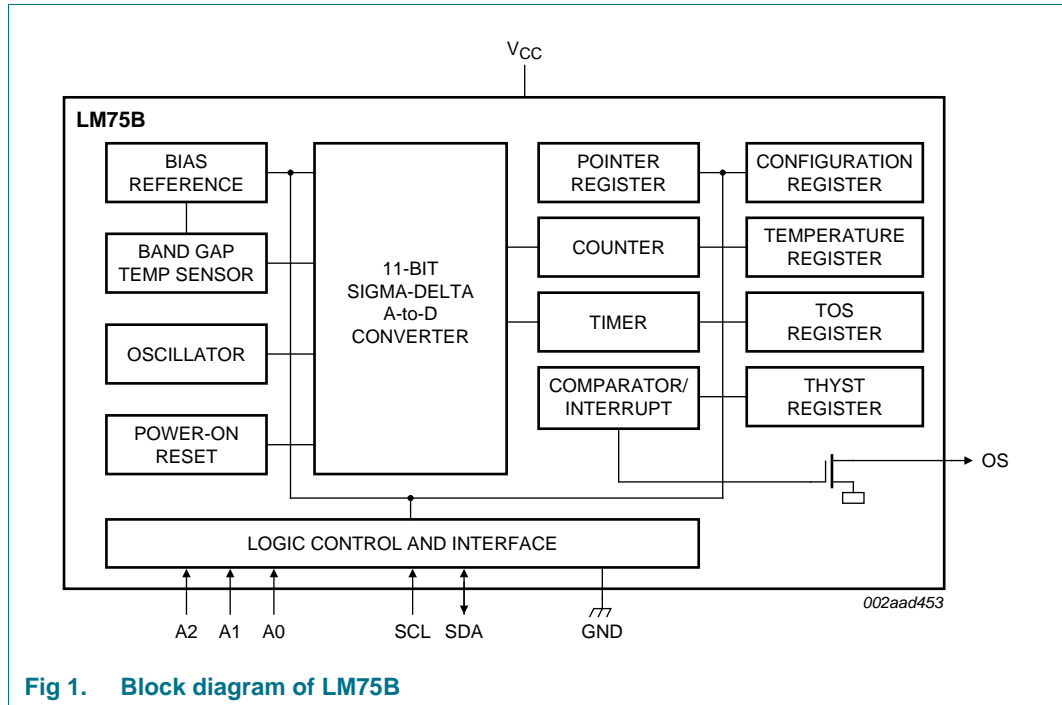 VCC
LM75B
BIAS
REFERENCE
BAND GAP
TEMP SENSOR
OSCILLATOR
POWER-ON
RESET
11-BIT
SIGMA-DELTA
A-to-D
CONVERTER
POINTER
REGISTER
COUNTER
TIMER
COMPARATOR/
INTERRUPT
CONFIGURATION
REGISTER
TEMPERATURE
REGISTER
TOS
REGISTER
THYST
REGISTER
OS
LOGIC CONTROL AND INTERFACE
002aad453
A2 A1 A0 SCL SDA GND
Fig 1. Block diagram of LM75B